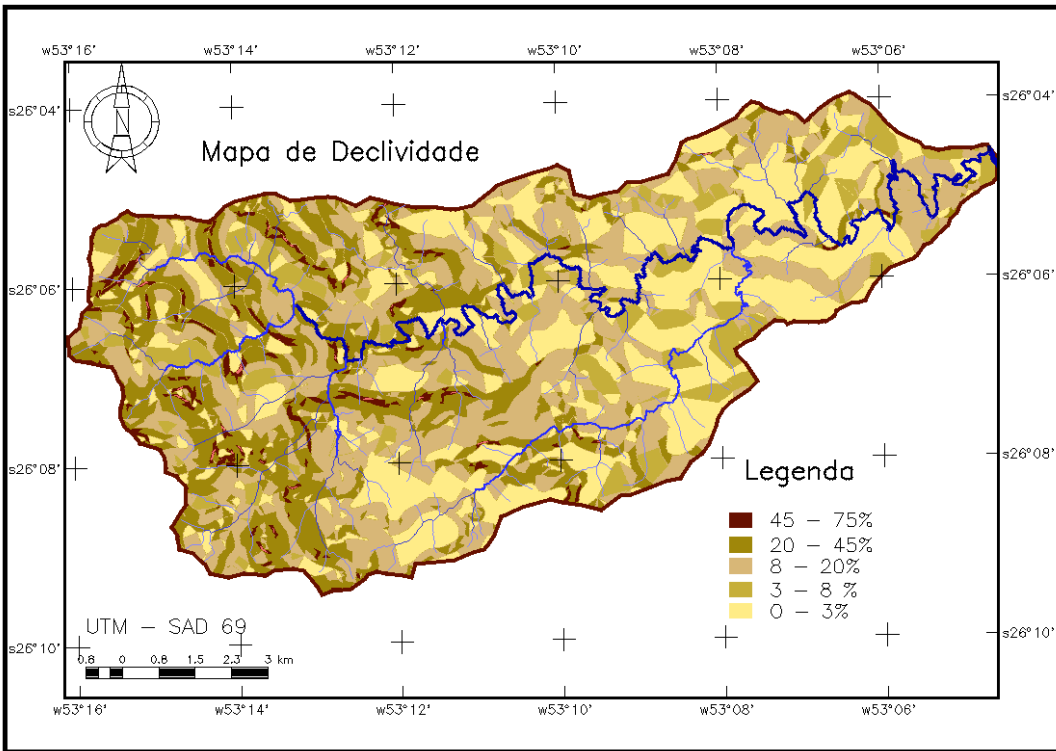 w53°16' w53°14' w53°12' w53°10' w53°08' w53°06'
s26°04' s26°04'
N
Mapa de Declividade
s26°06' s26°06'
s26°08' s26°08'
Legenda
45 – 75%
20 – 45%
8 – 20%
3 – 8 %
0 – 3%
UTM – SAD 69
s26°10' s26°10'
0.8 0 0.8 1.5 2.3 3 km
w53°16' w53°14' w53°12' w53°10' w53°08' w53°06'